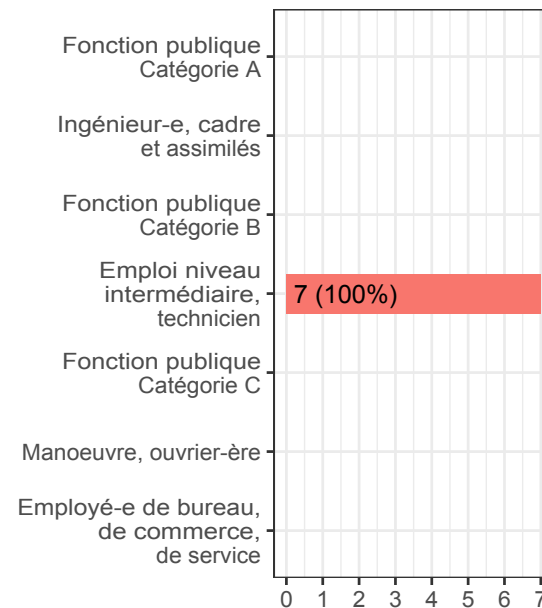 Fonction publique
Catégorie A
Ingénieur-e, cadre
et assimilés
Fonction publique
Catégorie B
Emploi niveau
intermédiaire,
technicien
7 (100%)
Fonction publique
Catégorie C
Manoeuvre, ouvrier-ère
Employé-e de bureau,
de commerce,
de service
0 1 2 3 4 5 6 7